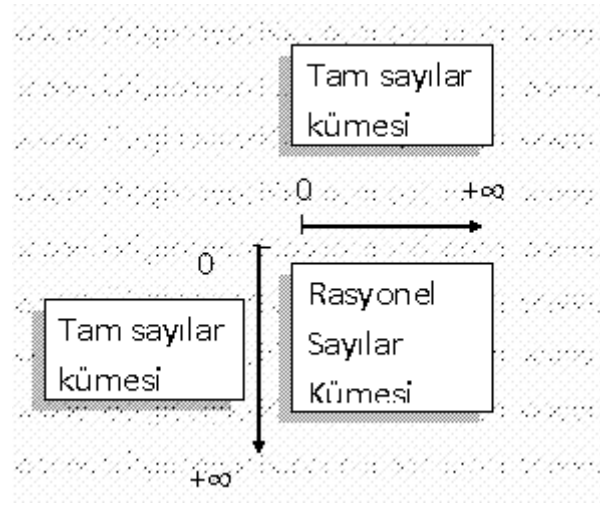 Tam sayılar
kümesi
0 +∞
0
Rasyonel
Sayılar
Kümesi
Tam sayılar
kümesi
+∞